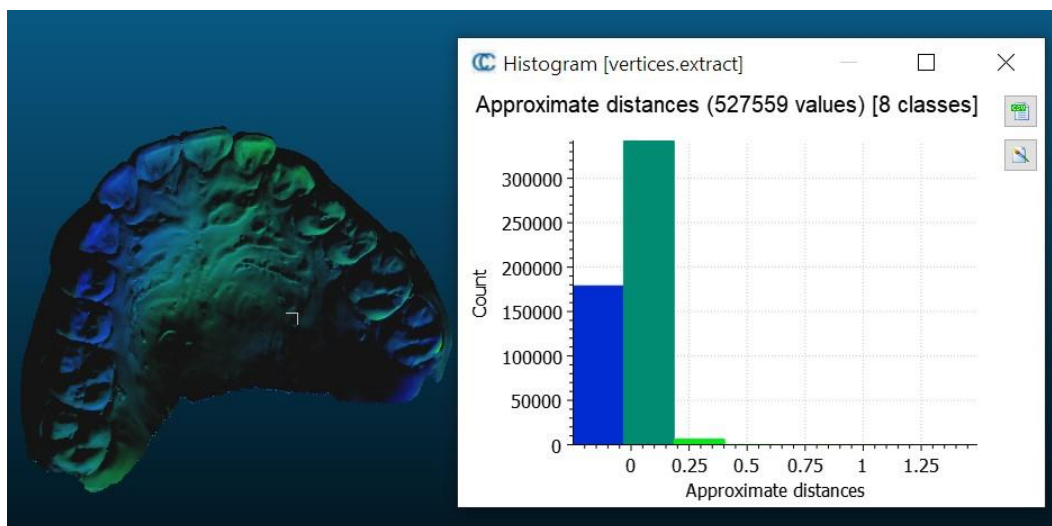 Histogram [vertices.extract]
Approximate distances (527559 values) [8 classes]
CSV
300000
250000
200000
150000
100000
50000
0
Count
0 0.25 0.5 0.75 1 1.25
Approximate distances